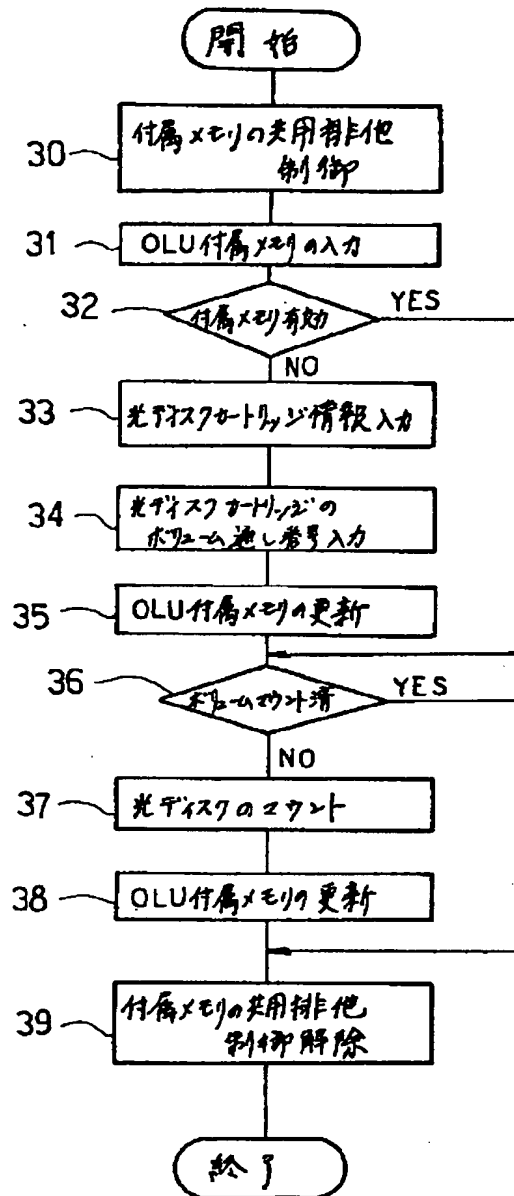 開始
30
付属メモリの共用排他
制御
31
OLU付属メモリの入力
32
付属メモリ有効
YES
NO
33
光ディスクカートリッジ情報入力
34
光ディスクカートリッジの
ボリューム通し番号入力
35
OLU付属メモリの更新
36
ボリュームマウント済
YES
NO
37
光ディスクのマウント
38
OLU付属メモリの更新
39
付属メモリの共用排他
制御解除
終了